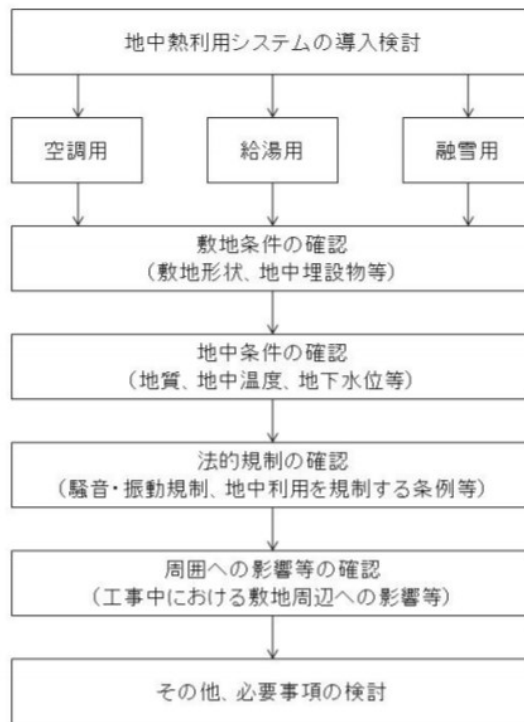 地中熱利用システムの導入検討
空調用
給湯用
融雪用
敷地条件の確認
（敷地形状、地中埋設物等）
地中条件の確認
（地質、地中温度、地下水位等）
法的規制の確認
（騒音・振動規制、地中利用を規制する条例等）
周囲への影響等の確認
（工事中における敷地周辺への影響等）
その他、必要事項の検討